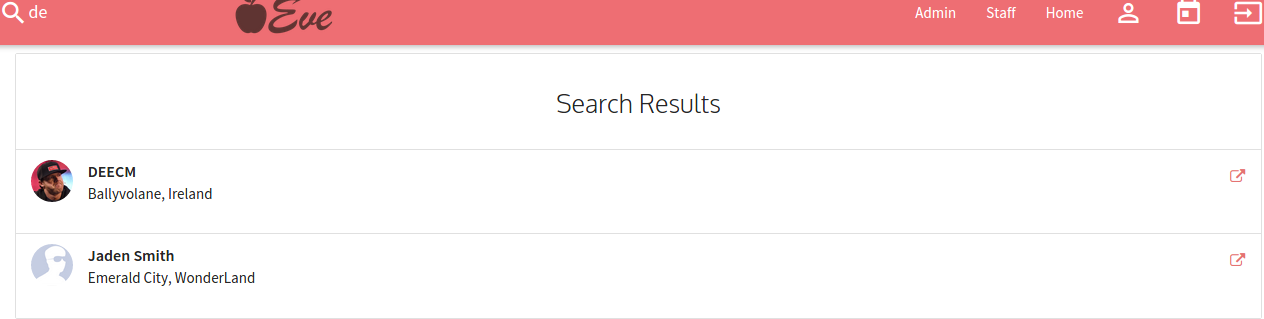 de
Eve
Admin
Staff
Home
Search Results
DEECM
Ballyvolane, Ireland
Jaden Smith
Emerald City, WonderLand